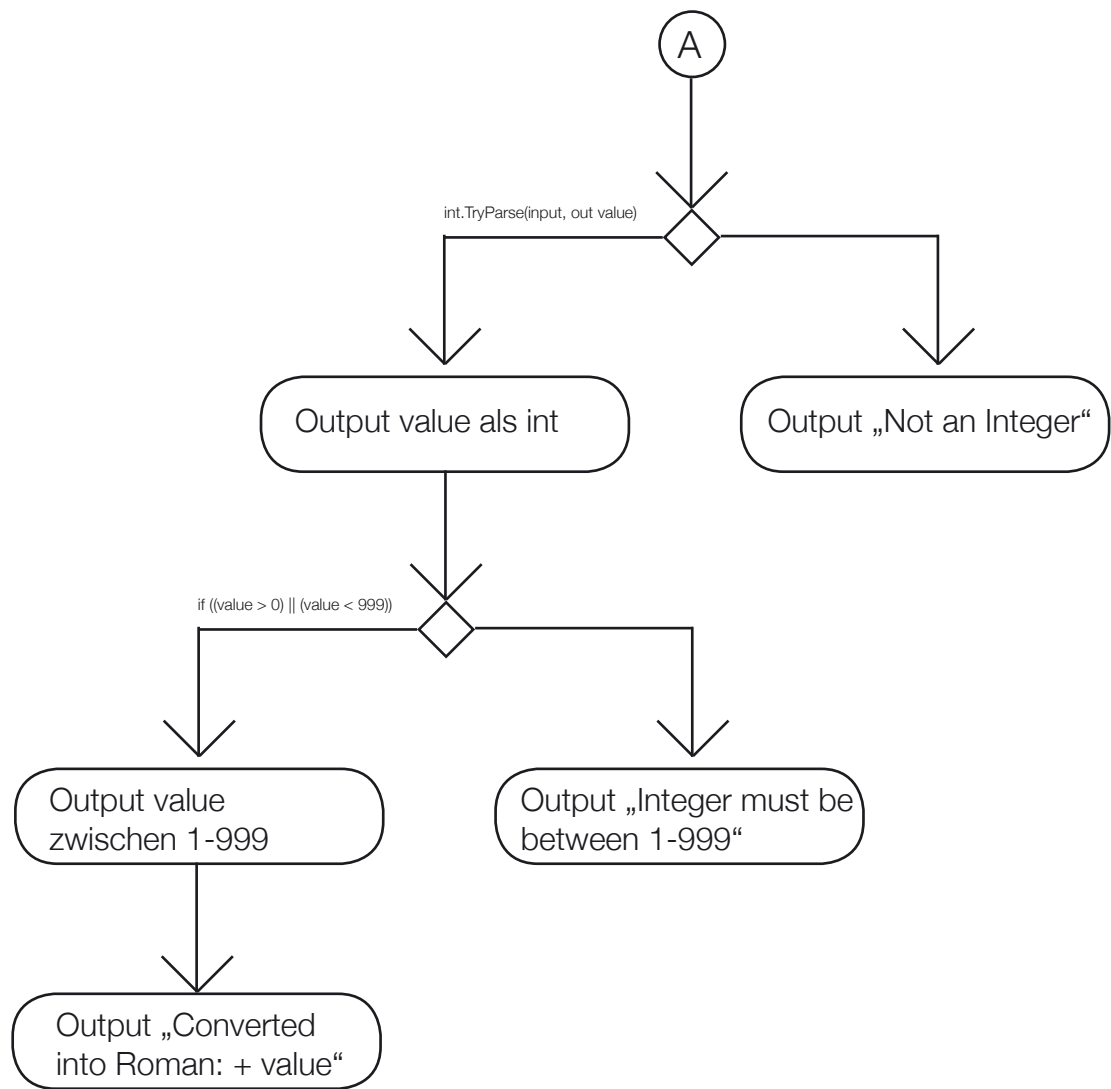 A
int.TryParse(input, out value)
Output value als int
Output „Not an Integer“
if ((value > 0) || (value < 999))
Output value
zwischen 1-999
Output „Integer must be
between 1-999“
Output „Converted
into Roman: + value“